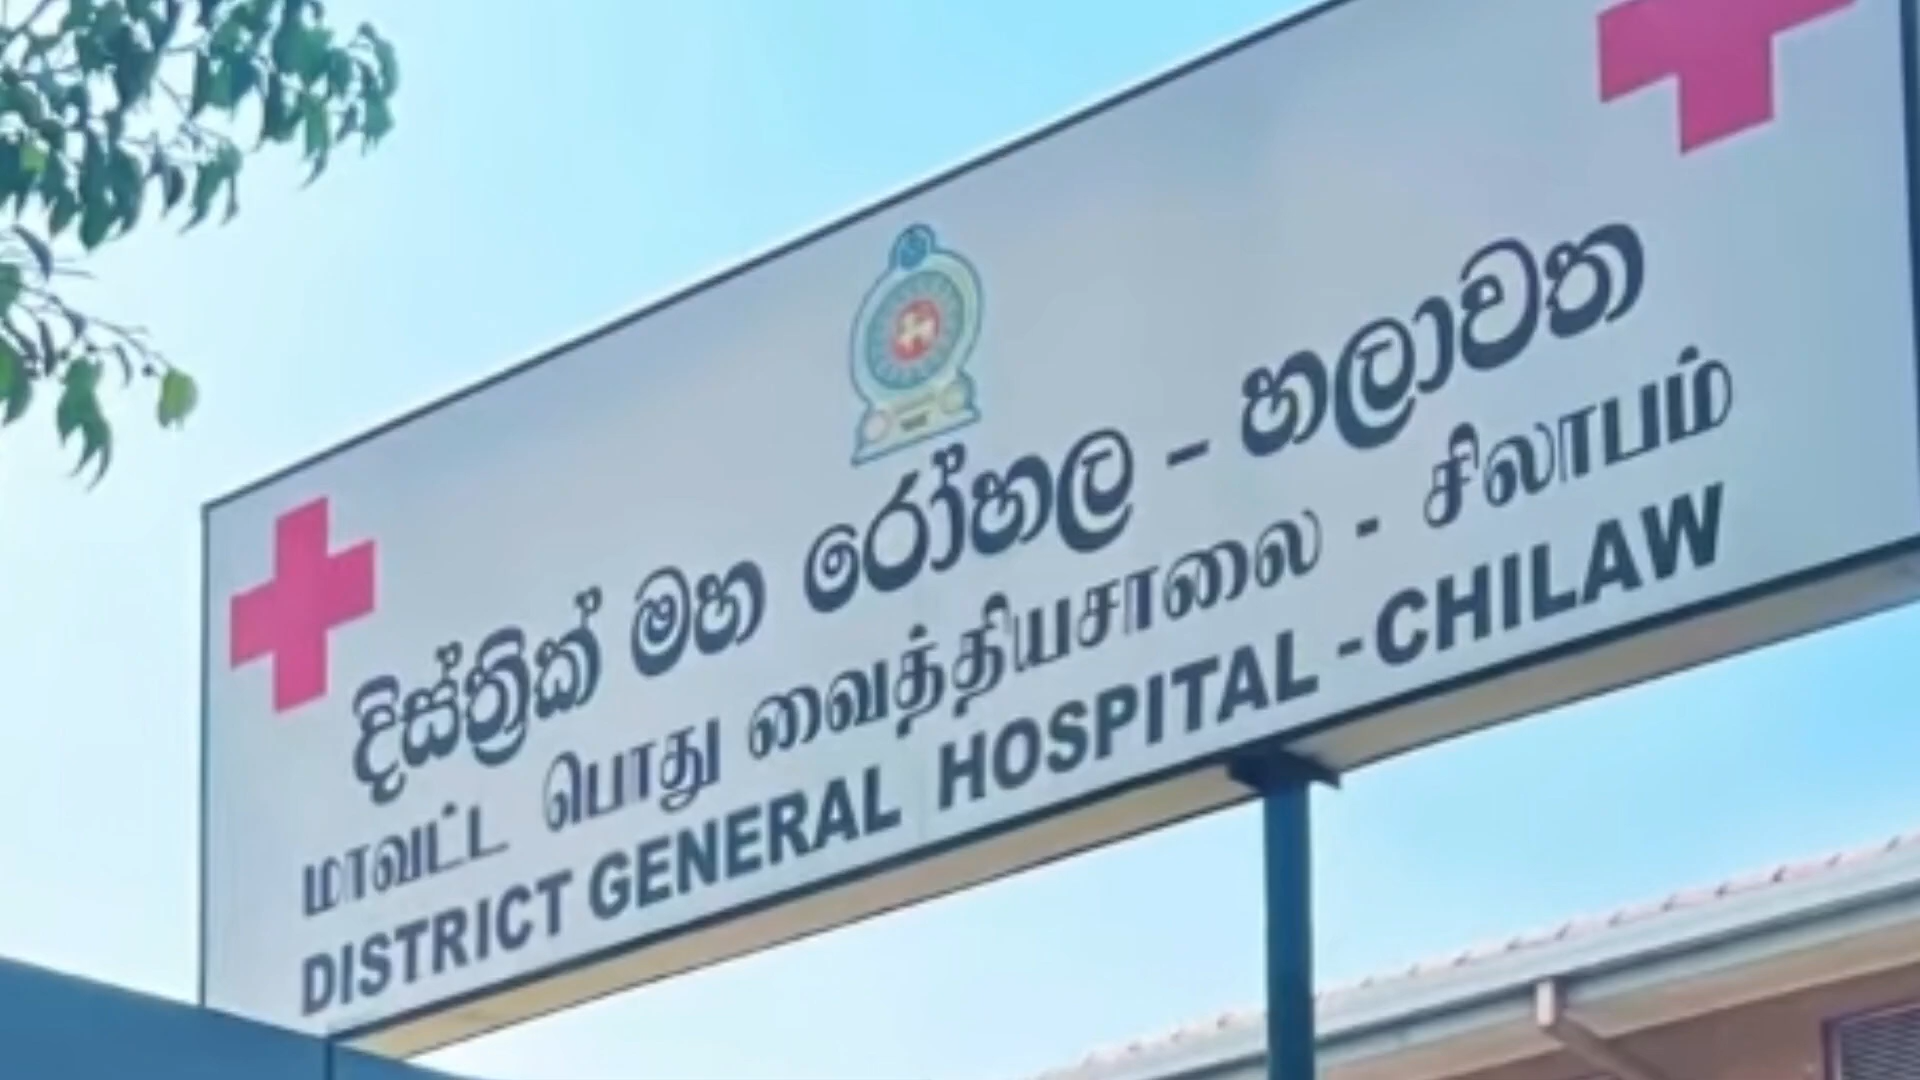 දිස්ත්‍රික් මහ රෝහල - හලාවත
மாவட்ட பொது வைத்தியசாலை - சிலாபம்
DISTRICT GENERAL HOSPITAL - CHILAW